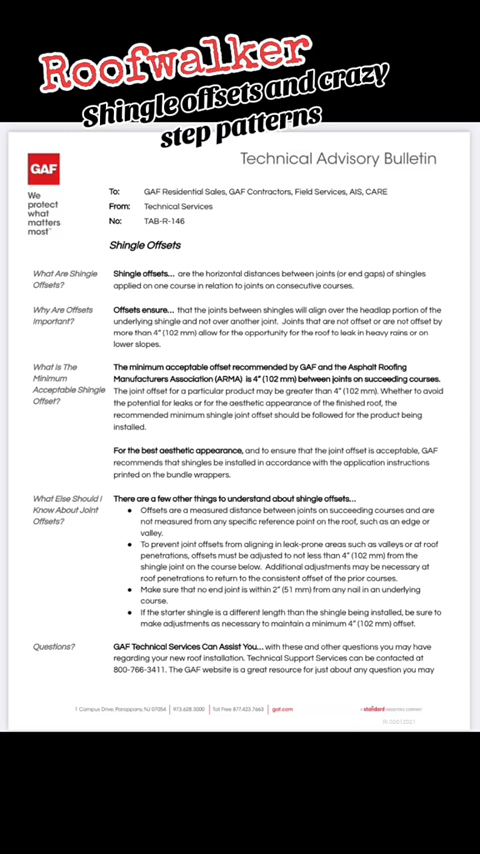 Roofwalker
Shingle offsets and crazy
step patterns
Technical Advisory Bulletin
GAF
We
protect
what
matters
most™
To: GAF Residential Sales, GAF Contractors, Field Services, AIS, CARE
From: Technical Services
No: TAB-R-146
Shingle Offsets
What Are Shingle
Offsets?
Shingle offsets... are the horizontal distances between joints (or end gaps) of shingles
applied on one course in relation to joints on consecutive courses.
Why Are Offsets
Important?
Offsets ensure... that the joints between shingles will align over the headlap portion of the
underlying shingle and not over another joint. Joints that are not offset or are not offset by
more than 4" (102 mm) allow for the opportunity for the roof to leak in heavy rains or on
lower slopes.
What Is The
Minimum
Acceptable Shingle
Offset?
The minimum acceptable offset recommended by GAF and the Asphalt Roofing
Manufacturers Association (ARMA) is 4" (102 mm) between joints on succeeding courses.
The joint offset for a particular product may be greater than 4" (102 mm). Whether to avoid
the potential for leaks or for the aesthetic appearance of the finished roof, the
recommended minimum shingle joint offset should be followed for the product being
installed.
For the best aesthetic appearance, and to ensure that the joint offset is acceptable, GAF
recommends that shingles be installed in accordance with the application instructions
printed on the bundle wrappers.
What Else Should I
Know About Joint
Offsets?
There are a few other things to understand about shingle offsets...
• Offsets are a measured distance between joints on succeeding courses and are
not measured from any specific reference point on the roof, such as an edge or
valley.
• To prevent joint offsets from aligning in leak-prone areas such as valleys or at roof
penetrations, offsets must be adjusted to not less than 4" (102 mm) from the
shingle joint on the course below. Additional adjustments may be necessary at
roof penetrations to return to the consistent offset of the prior courses.
• Make sure that no end joint is within 2" (51 mm) from any nail in an underlying
course.
• If the starter shingle is a different length than the shingle being installed, be sure to
make adjustments as necessary to maintain a minimum 4" (102 mm) offset.
Questions?
GAF Technical Services Can Assist You... with these and other questions you may have
regarding your new roof installation. Technical Support Services can be contacted at
800-766-3411. The GAF website is a great resource for just about any question you may
1 Campus Drive, Parsippany, NJ 07054 | 973.628.3000 | Toll Free 877.423.7663 | gaf.com
a standard